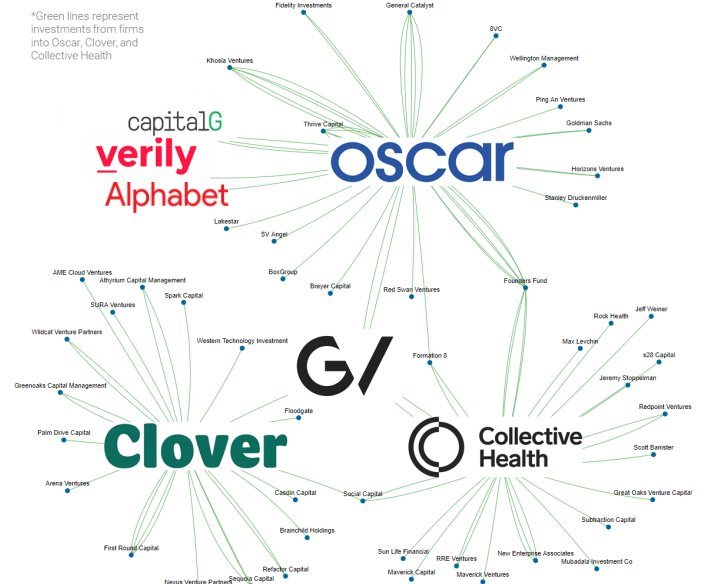 *Green lines represent
investments from firms
into Oscar, Clover, and
Collective Health
Fidelity Investments
General Catalyst
8VC
Wellington Management
Khosla Ventures
Ping An Ventures
capitalG
Thrive Capital
Goldman Sachs
verily
oscar
Horizons Ventures
Alphabet
Stanley Druckenmiller
Lakestar
SV Angel
AME Cloud Ventures
Athyrium Capital Management
BoxGroup
Breyer Capital
Red Swan Ventures
Founders Fund
Spark Capital
SURA Ventures
Rock Health
Jeff Weiner
Wildcat Venture Partners
Western Technology Investment
GV
Max Levchin
Formation 8
s28 Capital
Greenoaks Capital Management
Jeremy Stoppelman
Floodgate
Redpoint Ventures
Palm Drive Capital
Clover
Collective
Health
Scott Banister
Arena Ventures
Casdin Capital
Social Capital
Great Oaks Venture Capital
Brainchild Holdings
Subtraction Capital
First Round Capital
Sun Life Financial
RRE Ventures
New Enterprise Associates
Mubadala Investment Co
Refactor Capital
Maverick Capital
Maverick Ventures
Nexus Venture Partners
Sequoia Capital